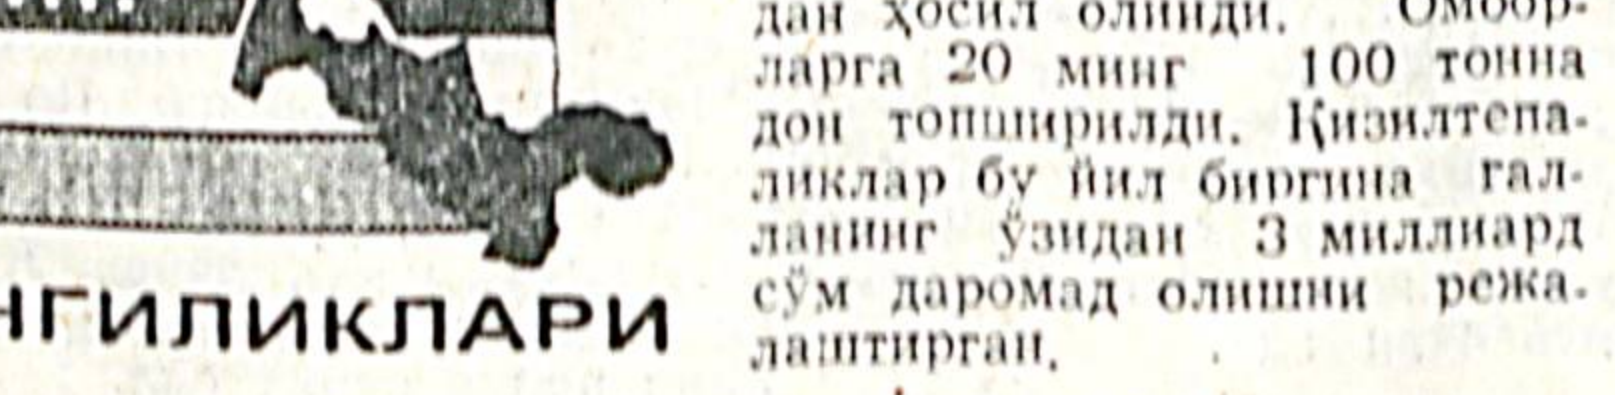 дан ҳосил олинди. Омбор-
ларга 20 минг 100 тонна
дон топширилди. Қизилтепа-
ликлар бу йил биргина ғал-
ланинг ўзидан 3 миллиард
сўм даромад олишни режа-
лаштирган.
НГИЛИКЛАРИ